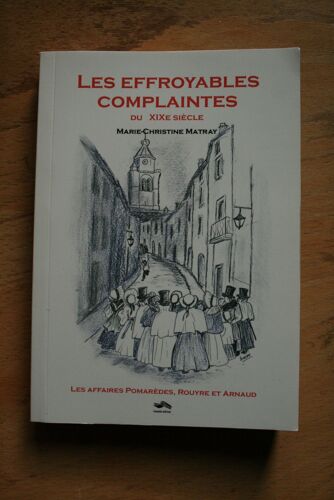 LES EFFROYABLES
COMPLAINTES
DU XIXE SIÈCLE
MARIE-CHRISTINE MATRAY
LES AFFAIRES POMARÈDES, ROUYRE ET ARNAUD